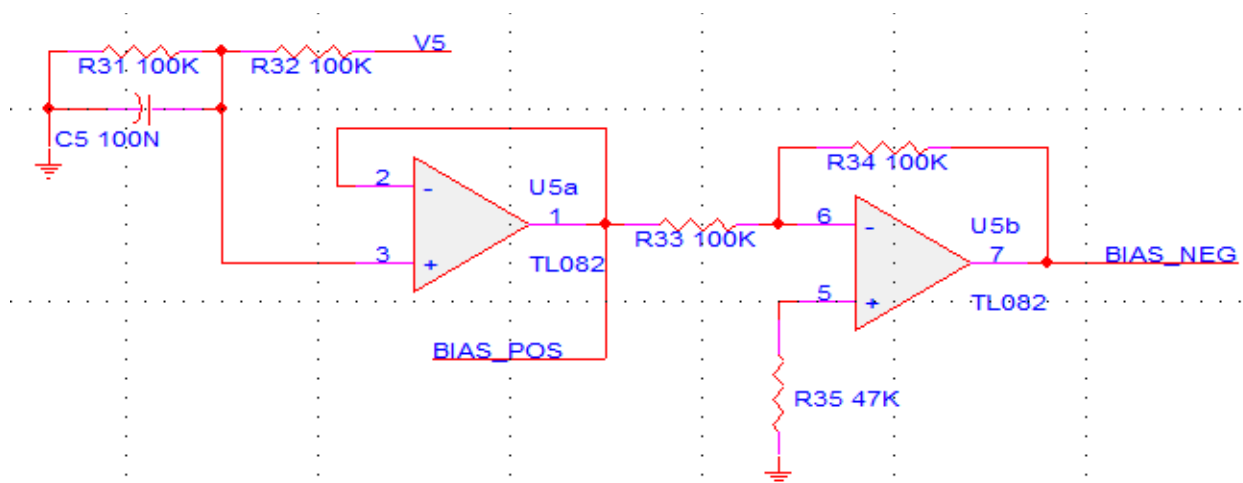 V5
R31 100K
R32 100K
C5 100N
2
-
U5a
1
3
+
TL082
BIAS_POS
R33 100K
R34 100K
6
-
U5b
7
BIAS_NEG
5
+
TL082
R35 47K